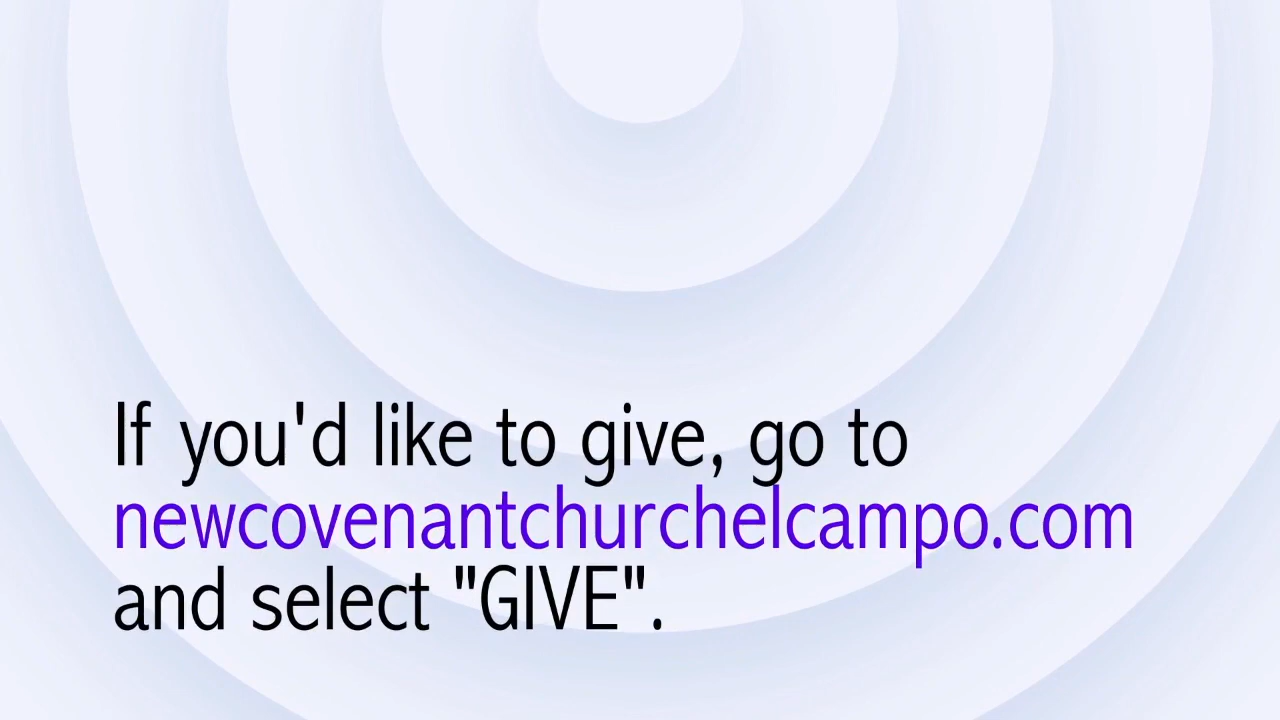 If you'd like to give, go to
newcovenantchurchelcampo.com
and select "GIVE".